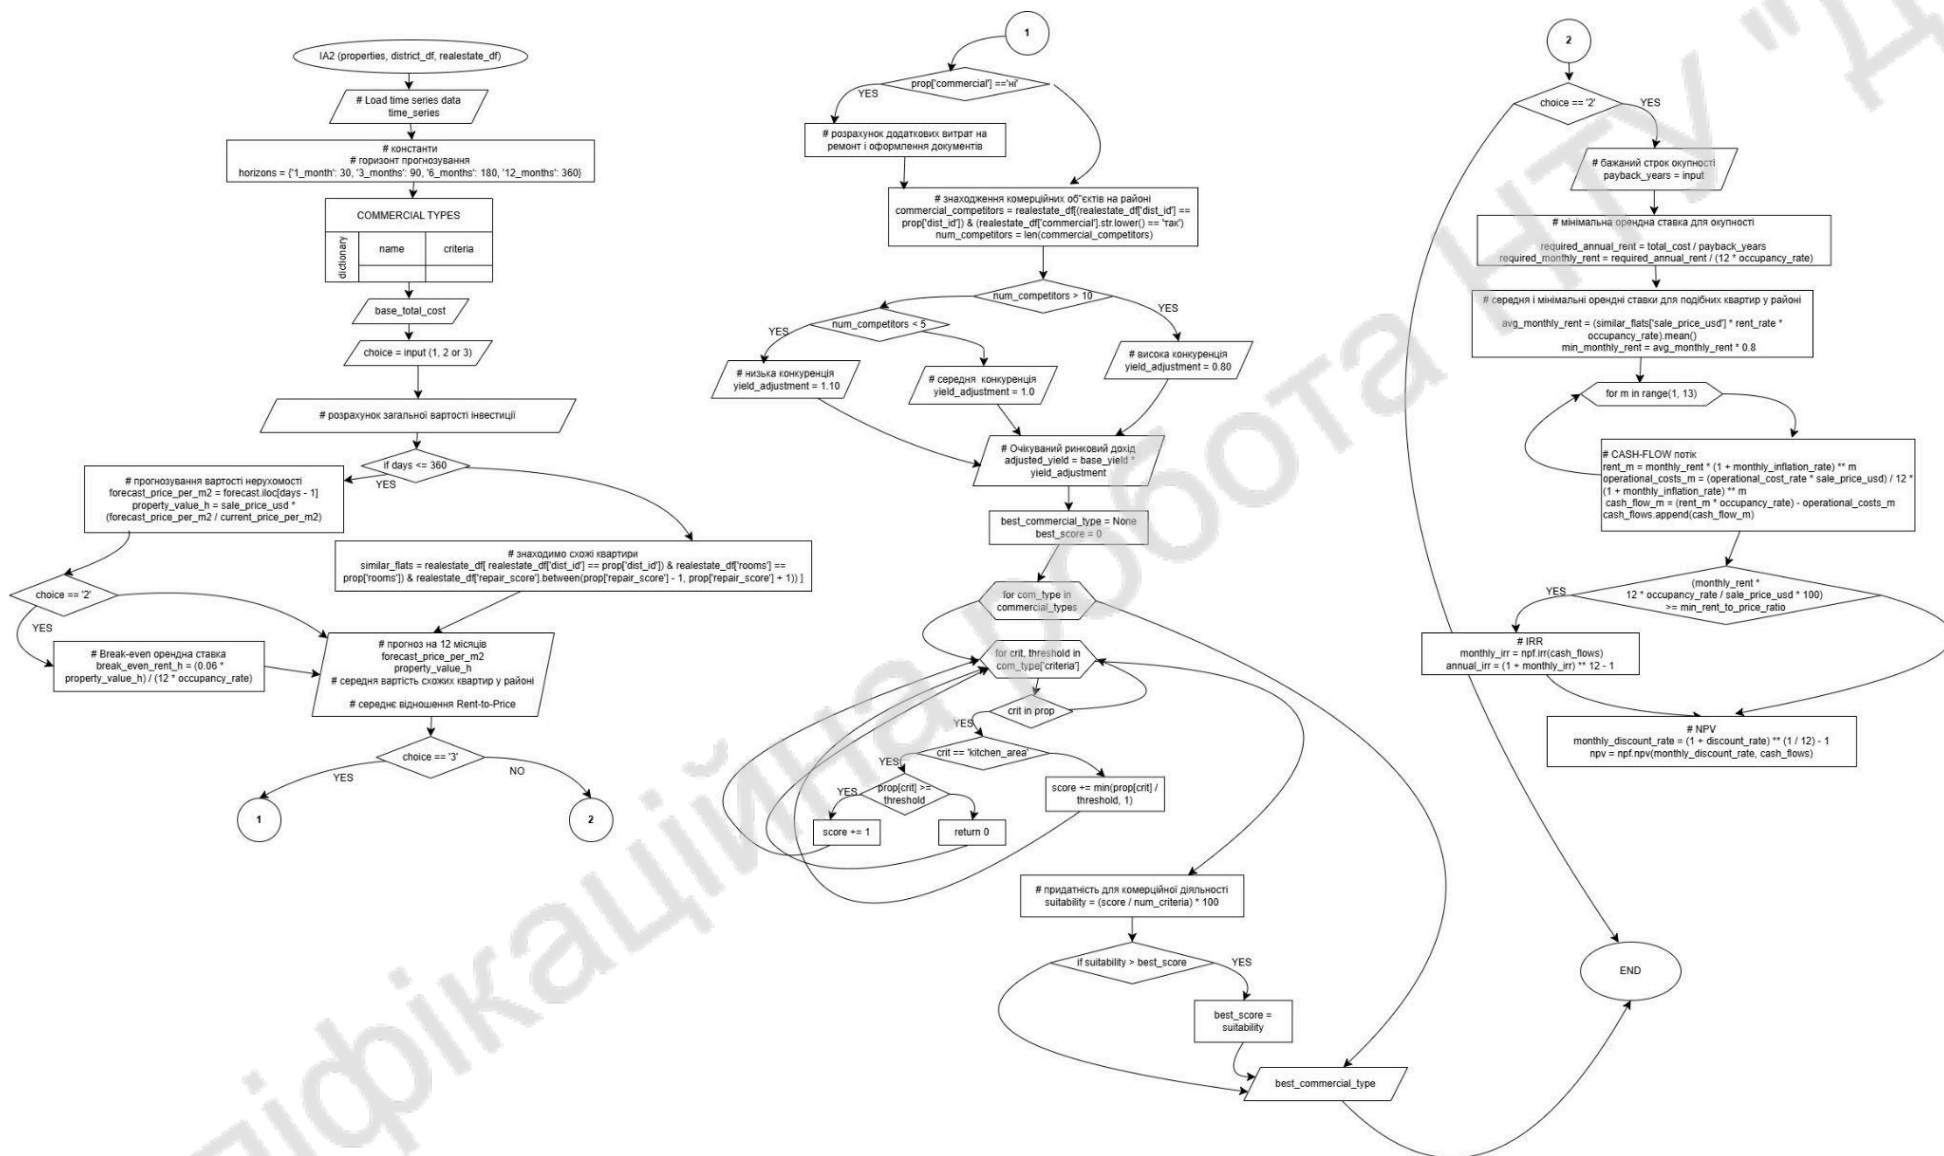 IA2 (properties, district_df, realestate_df)
# Load time series data
time_series
# константи
# горизонт прогнозування
horizons = {'1_month': 30, '3_months': 90, '6_months': 180, '12_months': 360}
COMMERCIAL TYPES
dictionary
name
criteria
base_total_cost
choice = input (1, 2 or 3)
# розрахунок загальної вартості інвестиції
if days <= 360
YES
# прогнозування вартості нерухомості
forecast_price_per_m2 = forecast.iloc[days - 1]
property_value_h = sale_price_usd *
(forecast_price_per_m2 / current_price_per_m2)
# знаходимо схожі квартири
similar_flats = realestate_df[ realestate_df['dist_id'] == prop['dist_id']) & realestate_df['rooms'] ==
prop['rooms']) & realestate_df['repair_score'].between(prop['repair_score'] - 1, prop['repair_score'] + 1)) ]
choice == '2'
YES
# Break-even орендна ставка
break_even_rent_h = (0.06 *
property_value_h) / (12 * occupancy_rate)
# прогноз на 12 місяців
forecast_price_per_m2
property_value_h
# середня вартість схожих квартир у районі
# середнє відношення Rent-to-Price
choice == '3'
YES
NO
1
2
1
prop['commercial'] =='ні'
YES
# розрахунок додаткових витрат на
ремонт і оформлення документів
# знаходження комерційних об"єктів на районі
commercial_competitors = realestate_df[(realestate_df['dist_id'] ==
prop['dist_id']) & (realestate_df['commercial'].str.lower() == 'так')
num_competitors = len(commercial_competitors)
num_competitors > 10
YES
num_competitors < 5
YES
# низька конкуренція
yield_adjustment = 1.10
# середня конкуренція
yield_adjustment = 1.0
# висока конкуренція
yield_adjustment = 0.80
# Очікуваний ринковий дохід
adjusted_yield = base_yield *
yield_adjustment
best_commercial_type = None
best_score = 0
for com_type in
commercial_types
for crit, threshold in
com_type['criteria']
crit in prop
YES
crit == 'kitchen_area'
YES
prop[crit] >=
threshold
YES
score += 1
return 0
score += min(prop[crit] /
threshold, 1)
# придатність для комерційної діяльності
suitability = (score / num_criteria) * 100
if suitability > best_score
YES
best_score =
suitability
best_commercial_type
2
choice == '2'
YES
# бажаний строк окупності
payback_years = input
# мінімальна орендна ставка для окупності
required_annual_rent = total_cost / payback_years
required_monthly_rent = required_annual_rent / (12 * occupancy_rate)
# середня і мінімальні орендні ставки для подібних квартир у районі
avg_monthly_rent = (similar_flats['sale_price_usd'] * rent_rate *
occupancy_rate).mean()
min_monthly_rent = avg_monthly_rent * 0.8
for m in range(1, 13)
# CASH-FLOW потік
rent_m = monthly_rent * (1 + monthly_inflation_rate) ** m
operational_costs_m = (operational_cost_rate * sale_price_usd) / 12 *
(1 + monthly_inflation_rate) ** m
cash_flow_m = (rent_m * occupancy_rate) - operational_costs_m
cash_flows.append(cash_flow_m)
(monthly_rent *
12 * occupancy_rate / sale_price_usd * 100)
>= min_rent_to_price_ratio
YES
# IRR
monthly_irr = npf.irr(cash_flows)
annual_irr = (1 + monthly_irr) ** 12 - 1
# NPV
monthly_discount_rate = (1 + discount_rate) ** (1 / 12) - 1
npv = npf.npv(monthly_discount_rate, cash_flows)
END
робота НТУ "Д